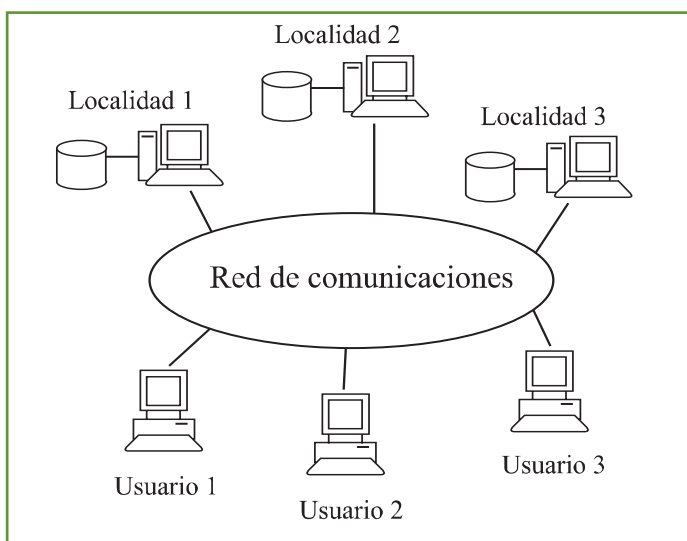 Localidad 2
Localidad 1
Localidad 3
Red de comunicaciones
Usuario 1
Usuario 2
Usuario 3